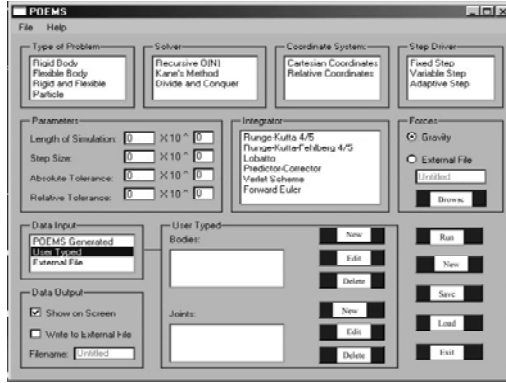 POEMS
File Help
Type of Problem
Rigid Body
Flexible Body
Rigid and Flexible
Particle
Solver
Recursive O(N)
Kane's Method
Divide and Conquer
Coordinate System:
Cartesian Coordinates
Relative Coordinates
Step Driver
Fixed Step
Variable Step
Adaptive Step
Parameters
Length of Simulation: 0 X10 ^ 0
Step Size: 0 X10 ^ 0
Absolute Tolerance: 0 X10 ^ 0
Relative Tolerance: 0 X10 ^ 0
Integrator
Runge-Kutta 4/5
Runge-Kutta-Fehlberg 4/5
Lobatto
Predictor-Corrector
Verlet Scheme
Forward Euler
Forces
Gravity
External File
Untitled
Browse
Data Input
POEMS Generated
User Typed
External File
Data Output
Show on Screen
Write to External File
Filename: Untitled
User Typed
Bodies:
New
Edit
Delete
Joints:
New
Edit
Delete
Run
New
Save
Load
Exit